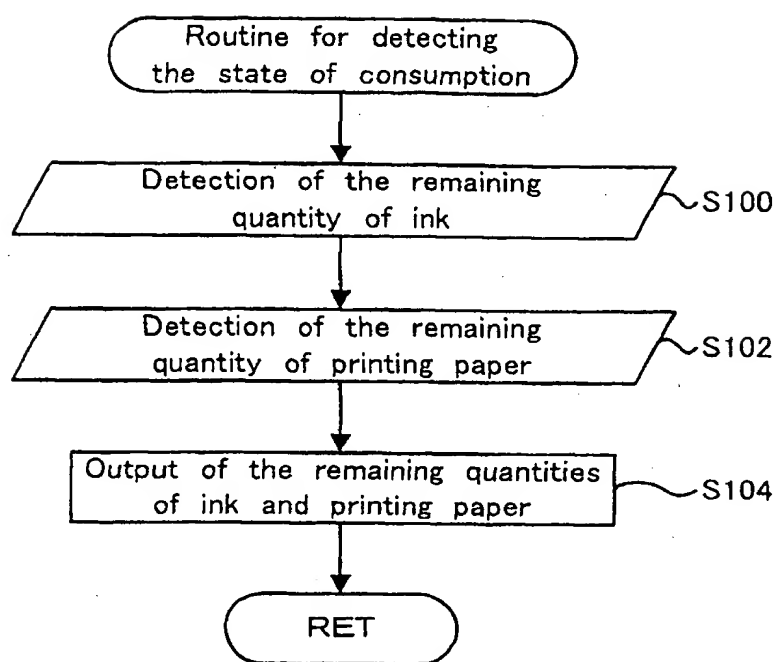 Routine for detecting
the state of consumption
Detection of the remaining
quantity of ink
S100
Detection of the remaining
quantity of printing paper
S102
Output of the remaining quantities
of ink and printing paper
S104
RET